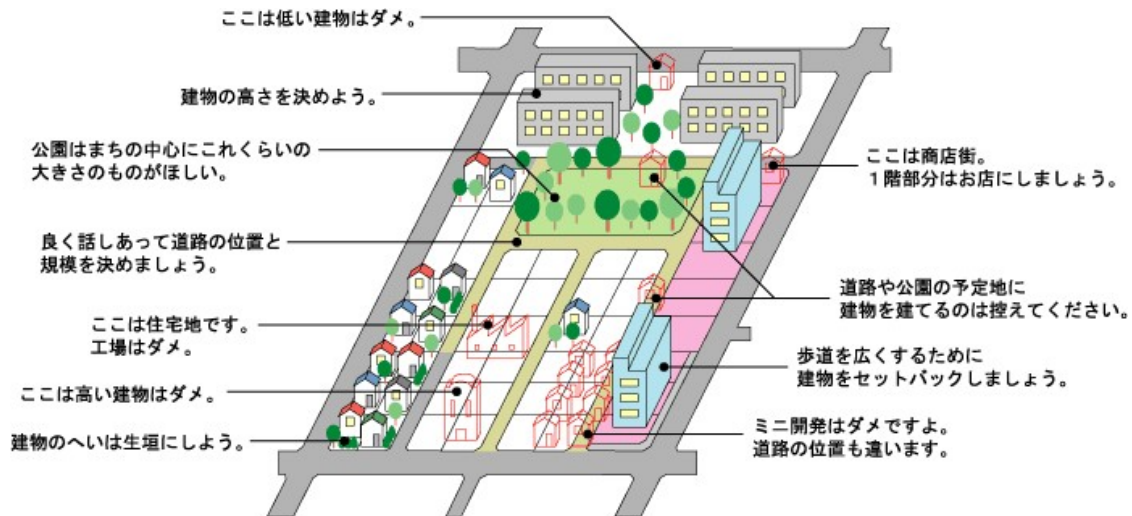 ここは低い建物はダメ。
建物の高さを決めよう。
公園はまちの中心にこれくらいの
大きさのものがほしい。
ここは商店街。
１階部分はお店にしましょう。
良く話しあって道路の位置と
規模を決めましょう。
道路や公園の予定地に
建物を建てるのは控えてください。
ここは住宅地です。
工場はダメ。
歩道を広くするために
建物をセットバックしましょう。
ここは高い建物はダメ。
ミニ開発はダメですよ。
道路の位置も違います。
建物のへいは生垣にしよう。